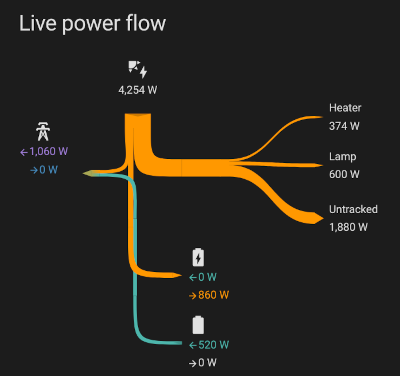 Live power flow
4,254 W
Heater
374 W
←1,060 W
→0 W
Lamp
600 W
Untracked
1,880 W
←0 W
→860 W
←520 W
→0 W